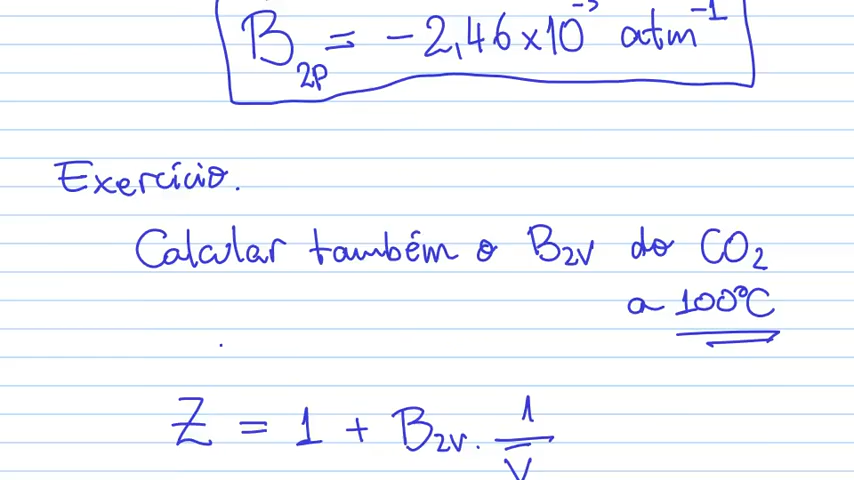 B₂ₚ = -2,46 x 10⁻³ atm⁻¹
Exercício.
Calcular também o B₂ᵥ do CO₂
a 100°C
Z = 1 + B₂ᵥ . 1/V̅